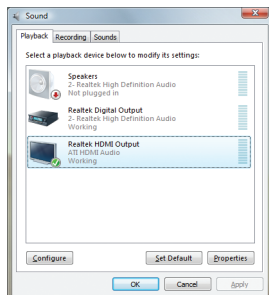 Sound
Playback Recording Sounds
Select a playback device below to modify its settings:
Speakers
2- Realtek High Definition Audio
Not plugged in
Realtek Digital Output
2- Realtek High Definition Audio
Working
Realtek HDMI Output
ATI HDMI Audio
Working
Configure Set Default Properties
OK Cancel Apply